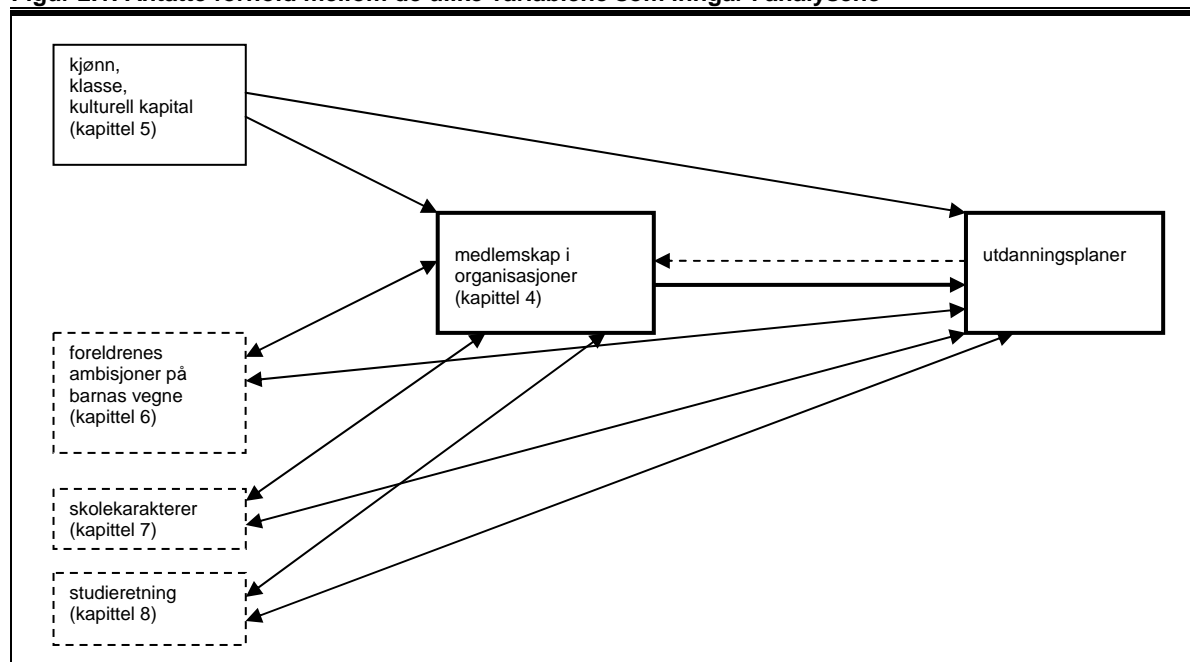 kjønn,
klasse,
kulturell kapital
(kapittel 5)
medlemskap i
organisasjoner
(kapittel 4)
utdanningsplaner
foreldrenes
ambisjoner på
barnas vegne
(kapittel 6)
skolekarakterer
(kapittel 7)
studieretning
(kapittel 8)